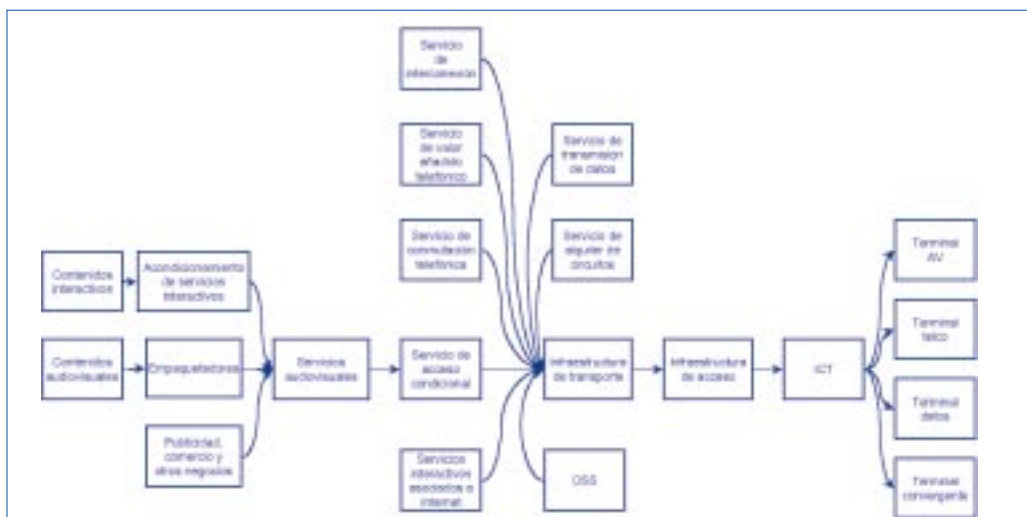 Servicio
de
interconexión
Servicio
de valor
añadido
telefónico
Servicio de
transmisión
de datos
Servicio de
conmutación
telefónica
Servicio de
alquiler de
circuitos
Contenidos
interactivos
Acondicionamiento
de servicios
interactivos
Contenidos
audiovisuales
Empaquetadores
Servicios
audiovisuales
Servicio de
acceso
condicional
Infraestructura
de transporte
Infraestructura
de acceso
ICT
Terminal
AV
Terminal
telco
Terminal
datos
Terminal
convergente
Publicidad,
comercio y
otros negocios
Servicios
interactivos
asociados a
internet
OSS